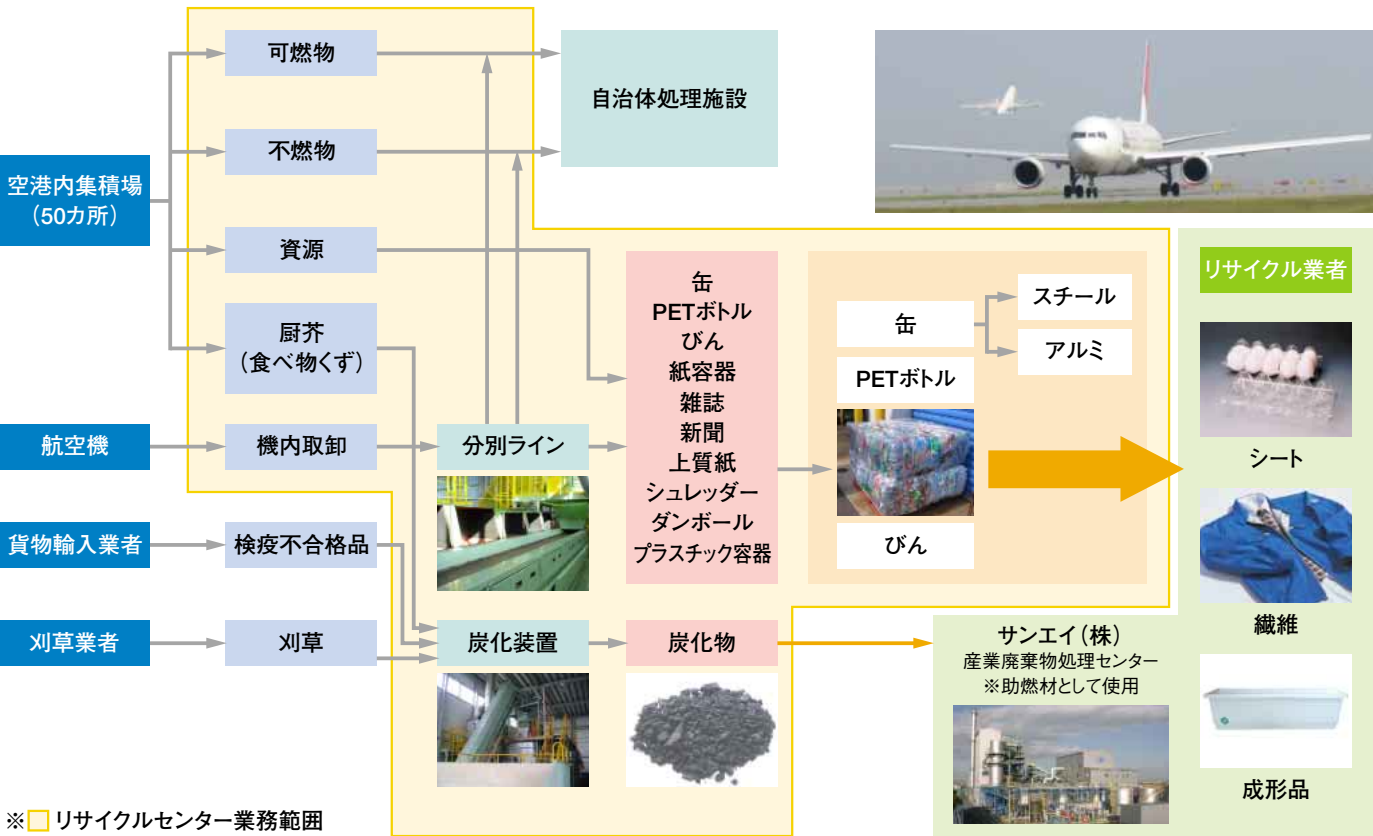 空港内集積場
（50カ所）
航空機
貨物輸入業者
刈草業者
可燃物
不燃物
資源
厨芥
（食べ物くず）
機内取卸
検疫不合格品
刈草
自治体処理施設
分別ライン
炭化装置
缶
PETボトル
びん
紙容器
雑誌
新聞
上質紙
シュレッダー
ダンボール
プラスチック容器
炭化物
缶
スチール
アルミ
PETボトル
びん
リサイクル業者
シート
繊維
成形品
サンエイ（株）
産業廃棄物処理センター
※助燃材として使用
※リサイクルセンター業務範囲